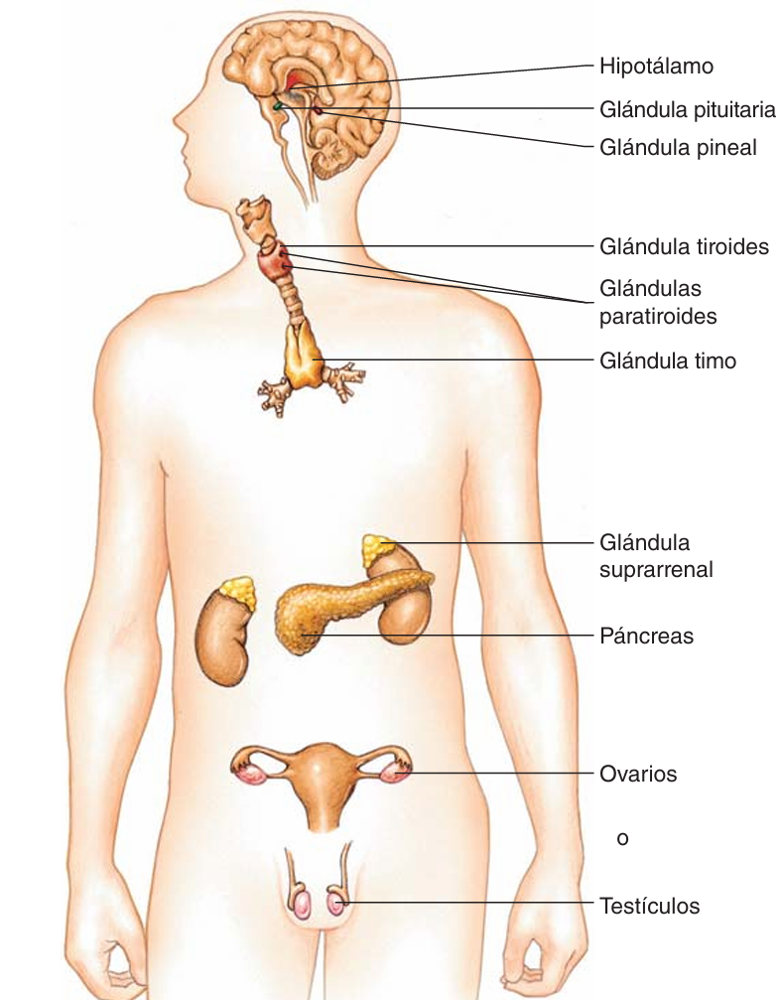 Hipotálamo
Glándula pituitaria
Glándula pineal
Glándula tiroides
Glándulas
paratiroides
Glándula timo
Glándula
suprarrenal
Páncreas
Ovarios
o
Testículos